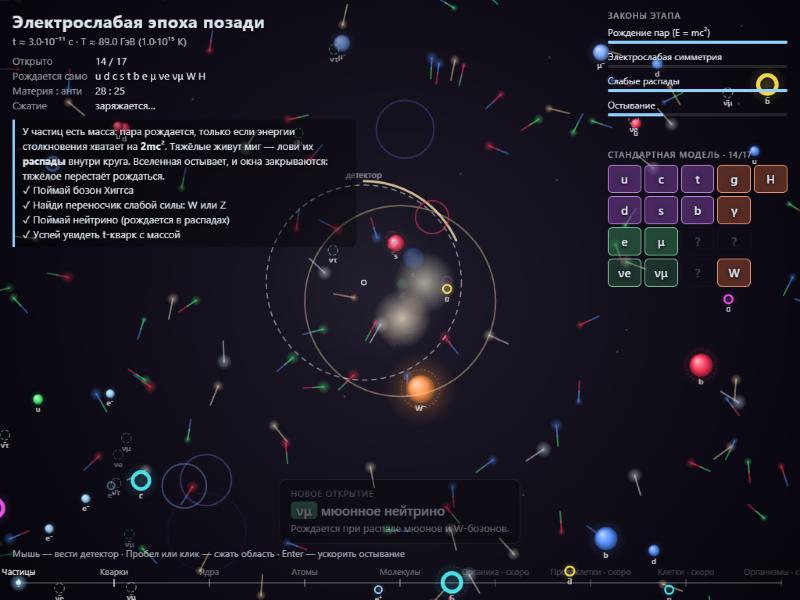 Электрослабая эпоха позади
t ≈ 3.0·10⁻¹¹ с · T ≈ 89.0 ГэВ (1.0·10¹⁵ K)
Открыто 14 / 17
Рождается само u d c s t b e μ νe νμ W H
Материя : анти 28 : 25
Сжатие заряжается...
У частиц есть масса: пара рождается, только если энергии
столкновения хватает на 2mc². Тяжёлые живут миг — лови их
распады внутри круга. Вселенная остывает, и окна закрываются:
тяжёлое перестаёт рождаться.
✓ Поймай бозон Хиггса
✓ Найди переносчик слабой силы: W или Z
✓ Поймай нейтрино (рождается в распадах)
✓ Успей увидеть t-кварк с массой
ЗАКОНЫ ЭТАПА
Рождение пар (E = mc²)
Электрослабая симметрия
Слабые распады
Остывание
СТАНДАРТНАЯ МОДЕЛЬ · 14/17
u c t g H
d s b γ
e μ ? ?
νe νμ ? W
детектор
s
W⁻
b
b
d
d
u
u
e⁻
c
e⁻
e⁻
b
d
νμ
νe
ντ
НОВОЕ ОТКРЫТИЕ
νμ мюонное нейтрино
Рождается при распаде мюонов и W-бозонов.
Мышь — вести детектор · Пробел или клик — сжать область · Enter — ускорить остывание
Частицы Кварки Ядра Атомы Молекулы Органика · скоро Протоклетки · скоро Клетки · скоро